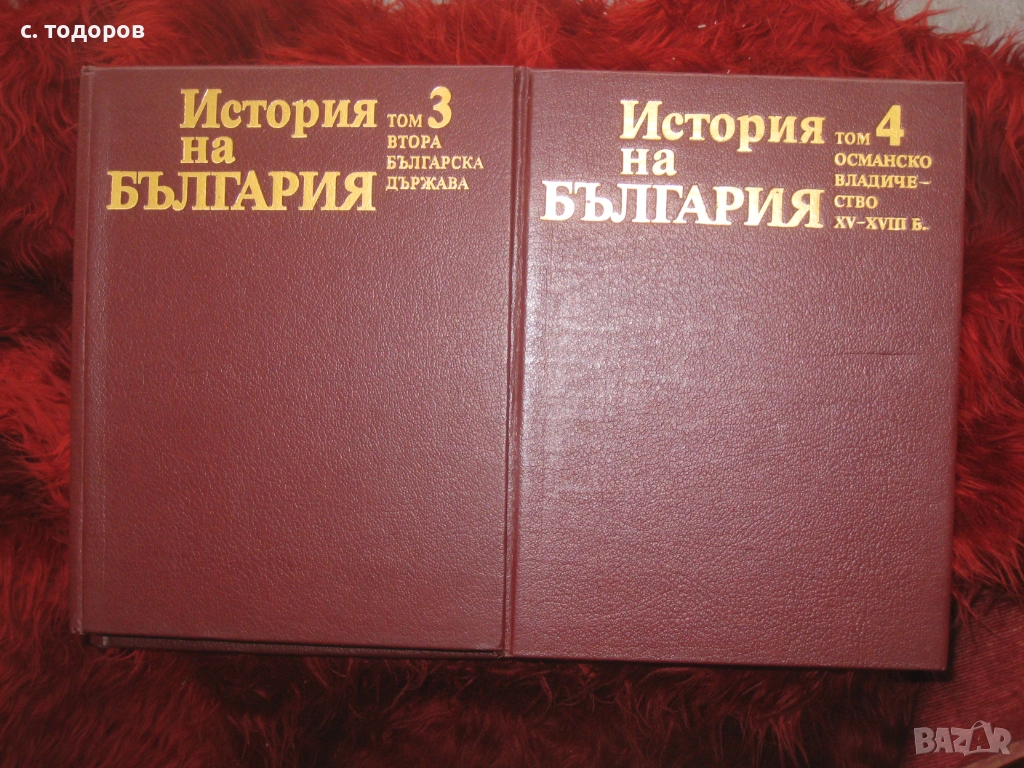 с. тодоров
История
на
БЪЛГАРИЯ
ТОМ 3
ВТОРА
БЪЛГАРСКА
ДЪРЖАВА
История
на
БЪЛГАРИЯ
ТОМ 4
ОСМАНСКО
ВЛАДИЧЕ–
СТВО
XV–XVIII В.
BAZAR